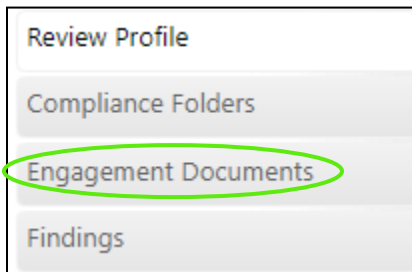 Review Profile
Compliance Folders
Engagement Documents
Findings